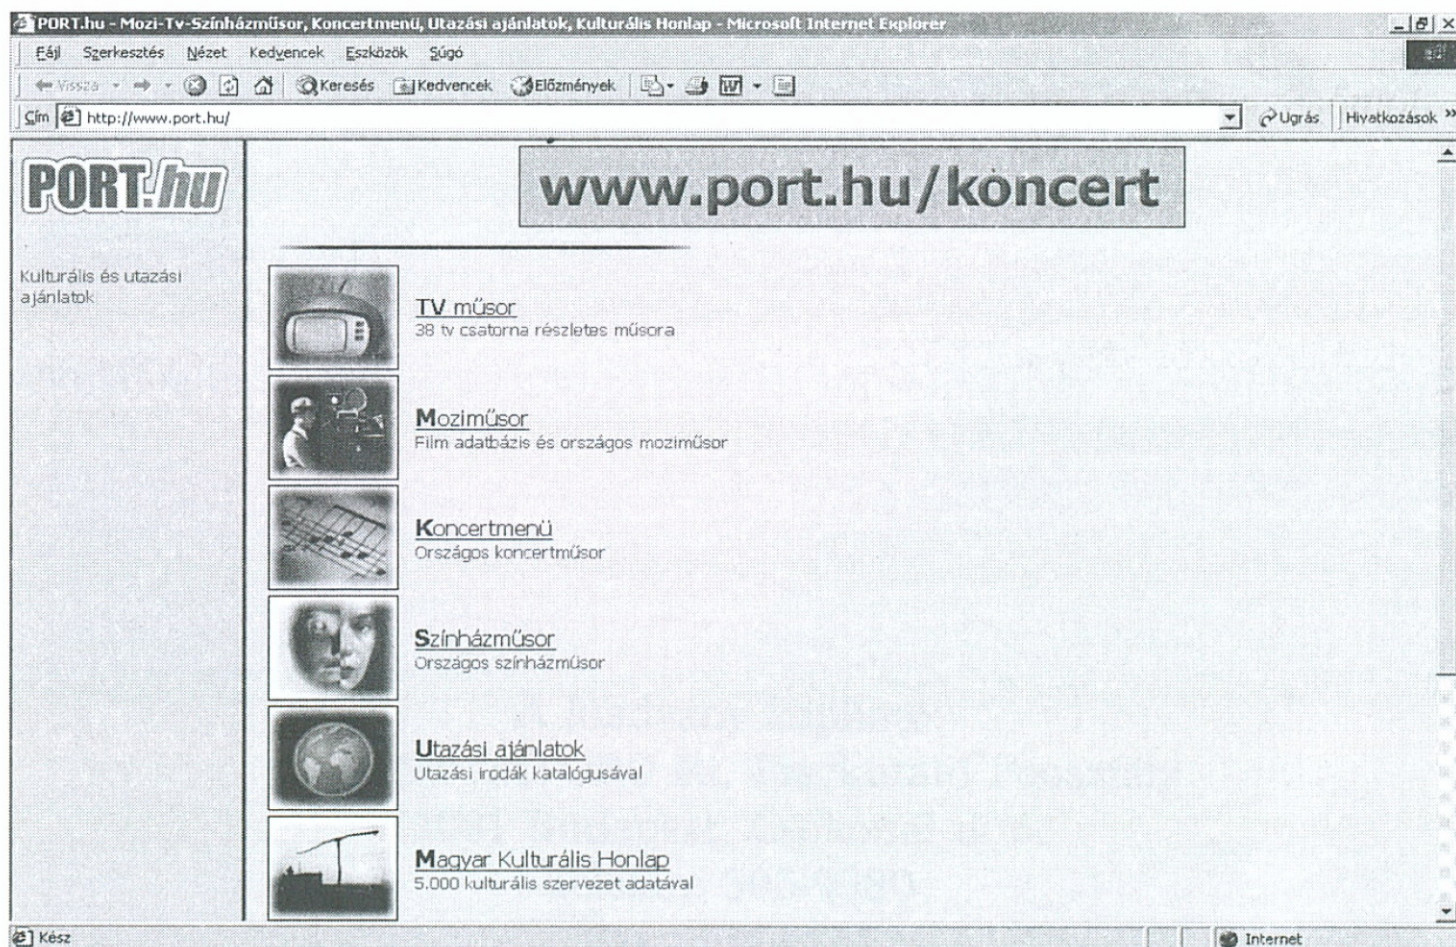 PORT.hu - Mozi-Tv-Színházműsor, Koncertmenü, Utazási ajánlatok, Kulturális Honlap - Microsoft Internet Explorer
Fájl Szerkesztés Nézet Kedvencek Eszközök Súgó
Vissza Keresés Kedvencek Előzmények
Cím http://www.port.hu/ Ugrás Hivatkozások »
PORT.hu
Kulturális és utazási
ajánlatok
www.port.hu/koncert
TV műsor
38 tv csatorna részletes műsora
Moziműsor
Film adatbázis és országos moziműsor
Koncertmenü
Országos koncertműsor
Színházműsor
Országos színházműsor
Utazási ajánlatok
Utazási irodák katalógusával
Magyar Kulturális Honlap
5.000 kulturális szervezet adatával
Kész Internet